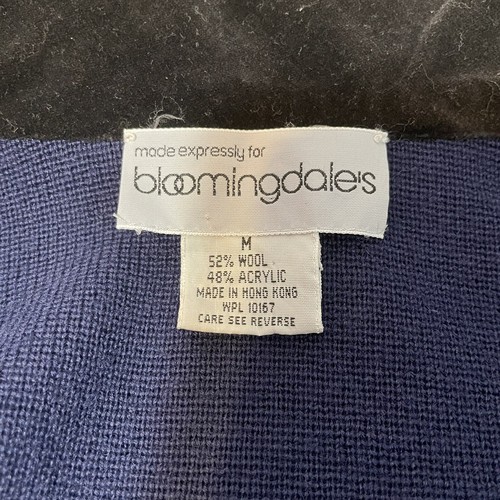 made expressly for
bloomingdale's
M
52% WOOL
48% ACRYLIC
MADE IN HONG KONG
WPL 10167
CARE SEE REVERSE